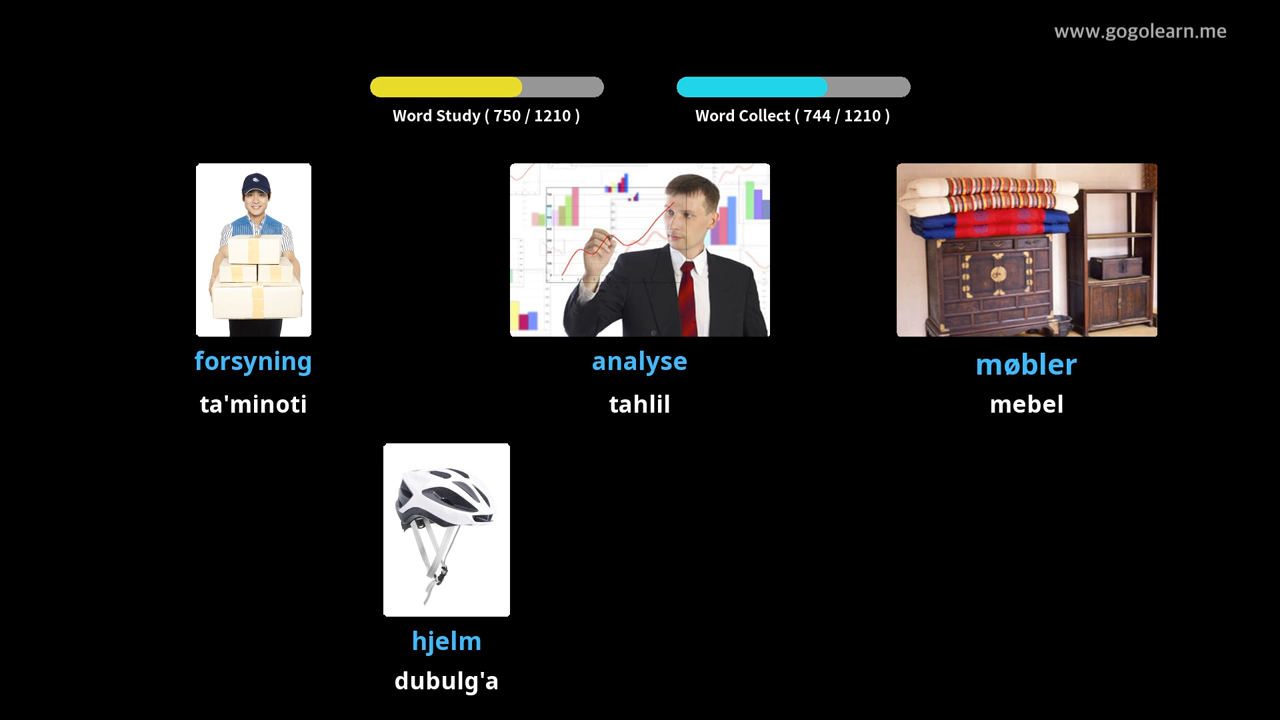 www.gogolearn.me
Word Study ( 750 / 1210 )
Word Collect ( 744 / 1210 )
forsyning
ta'minoti
analyse
tahlil
møbler
mebel
hjelm
dubulg'a